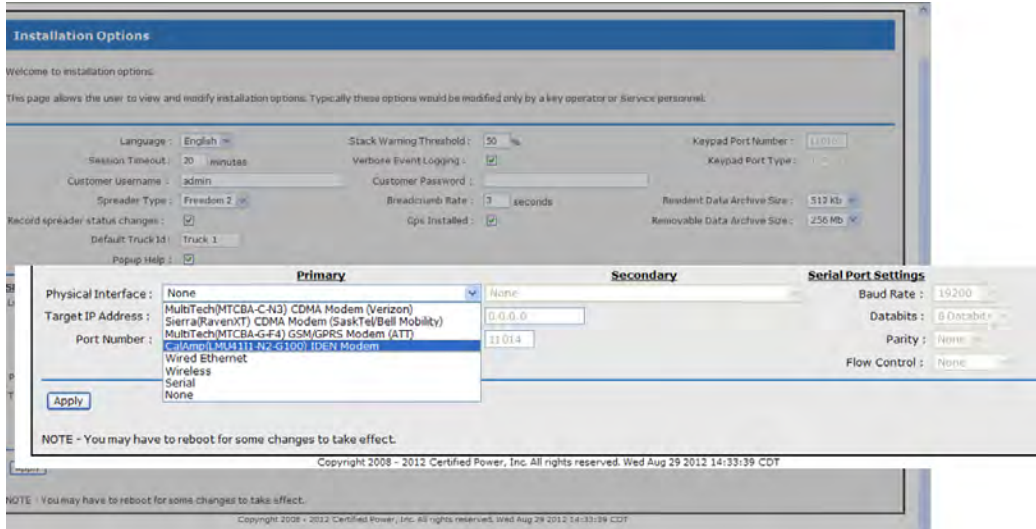 Installation Options
Welcome to installation options.
This page allows the user to view and modify installation options. Typically these options would be modified only by a key operator or Service personnel.
Language : English Stack Warning Threshold : 50 % Keypad Port Number :
Session Timeout : 20 minutes Verbose Event Logging : Keypad Port Type :
Customer Username : admin Customer Password :
Spreader Type : Freedom 2 Breadcrumb Rate : 3 seconds Resident Data Archive Size : 512 Kb
Record spreader status changes : Gps Installed : Removable Data Archive Size : 256 Mb
Default Truck Id : Truck 1
Popup Help :
Primary Secondary Serial Port Settings
Physical Interface : None None Baud Rate : 19200
Target IP Address : 0.0.0.0 Databits : 8 Databits
Port Number : 11014 Parity : None
Flow Control : None
MultiTech(MTCBA-C-N3) CDMA Modem (Verizon)
Sierra(RavenXT) CDMA Modem (SaskTel/Bell Mobility)
MultiTech(MTCBA-G-F4) GSM/GPRS Modem (ATT)
CalAmp(LMU41I1-N2-G100) IDEN Modem
Wired Ethernet
Wireless
Serial
None
Apply
NOTE - You may have to reboot for some changes to take effect.
Copyright 2008 - 2012 Certified Power, Inc. All rights reserved. Wed Aug 29 2012 14:33:39 CDT
NOTE - You may have to reboot for some changes to take effect.
Copyright 2008 - 2012 Certified Power, Inc. All rights reserved. Wed Aug 29 2012 14:33:39 CDT